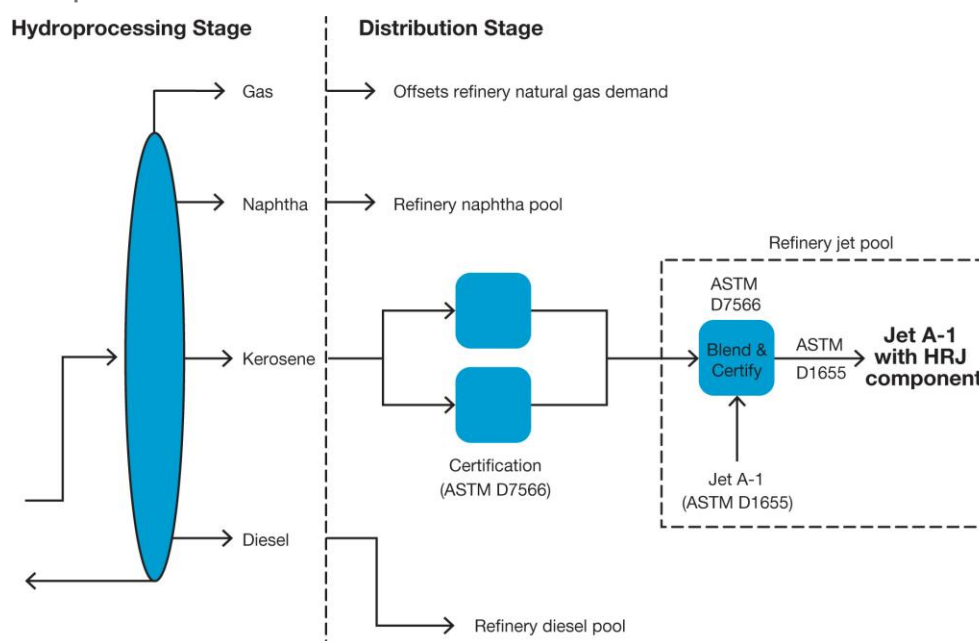 Hydroprocessing Stage
Distribution Stage
Gas
Offsets refinery natural gas demand
Naphtha
Refinery naphtha pool
Refinery jet pool
ASTM
D7566
Kerosene
Blend &
Certify
ASTM
D1655
Jet A-1
with HRJ
component
Certification
(ASTM D7566)
Jet A-1
(ASTM D1655)
Diesel
Refinery diesel pool